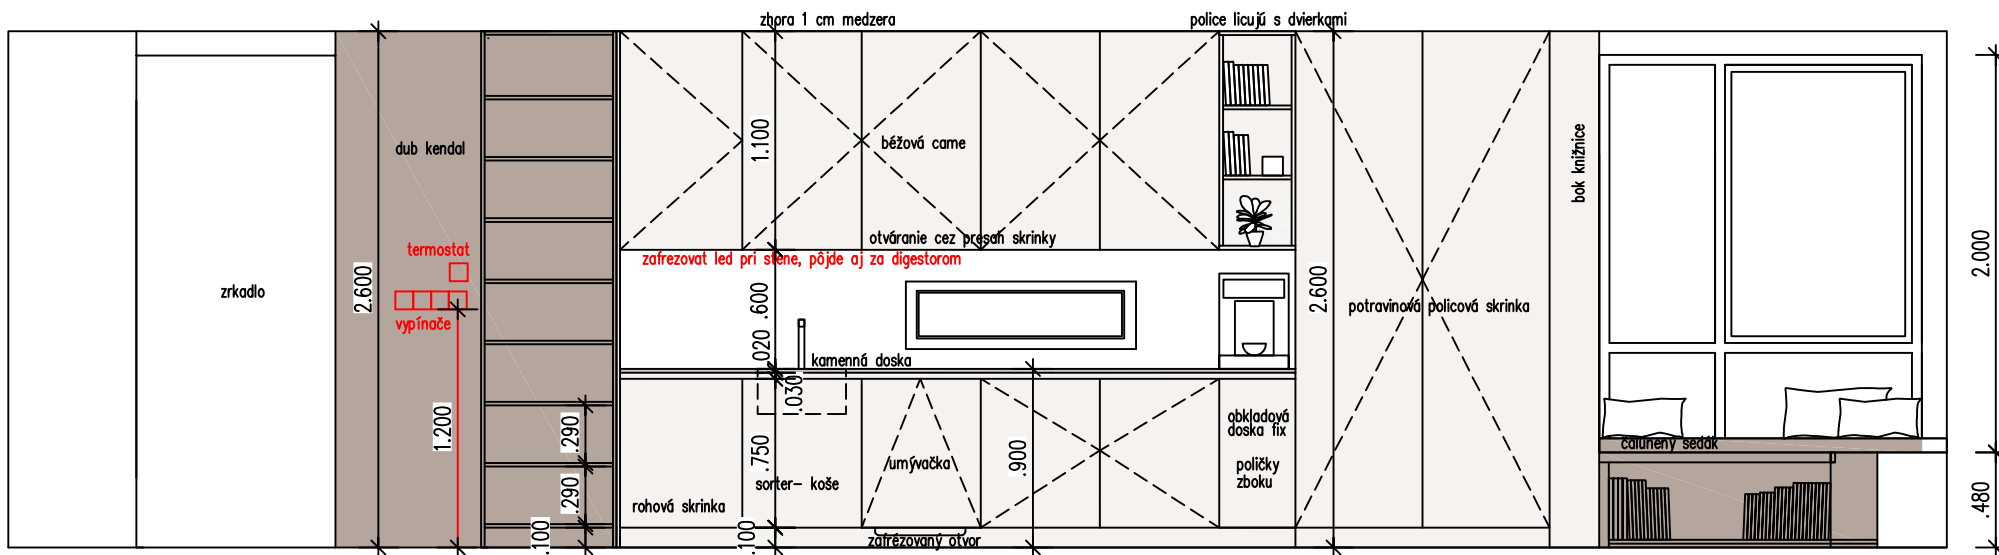 zhora 1 cm medzera
police licujú s dvierkami
dub kendal
1.100
béžová came
bok knižnice
otváranie cez presah skrinky
termostat
zafrezovat led pri stene, pôjde aj za digestorom
2.000
zrkadlo
2.600
.600
2.600
potravinová policová skrinka
vypínače
.020
kamenná doska
.030
1.200
.290
.750
.900
obkladová
doska fix
umývačka
poličky
zboku
čalúnený sedák
sorter- koše
.290
rohová skrinka
.480
.100
.100
zafrézovaný otvor